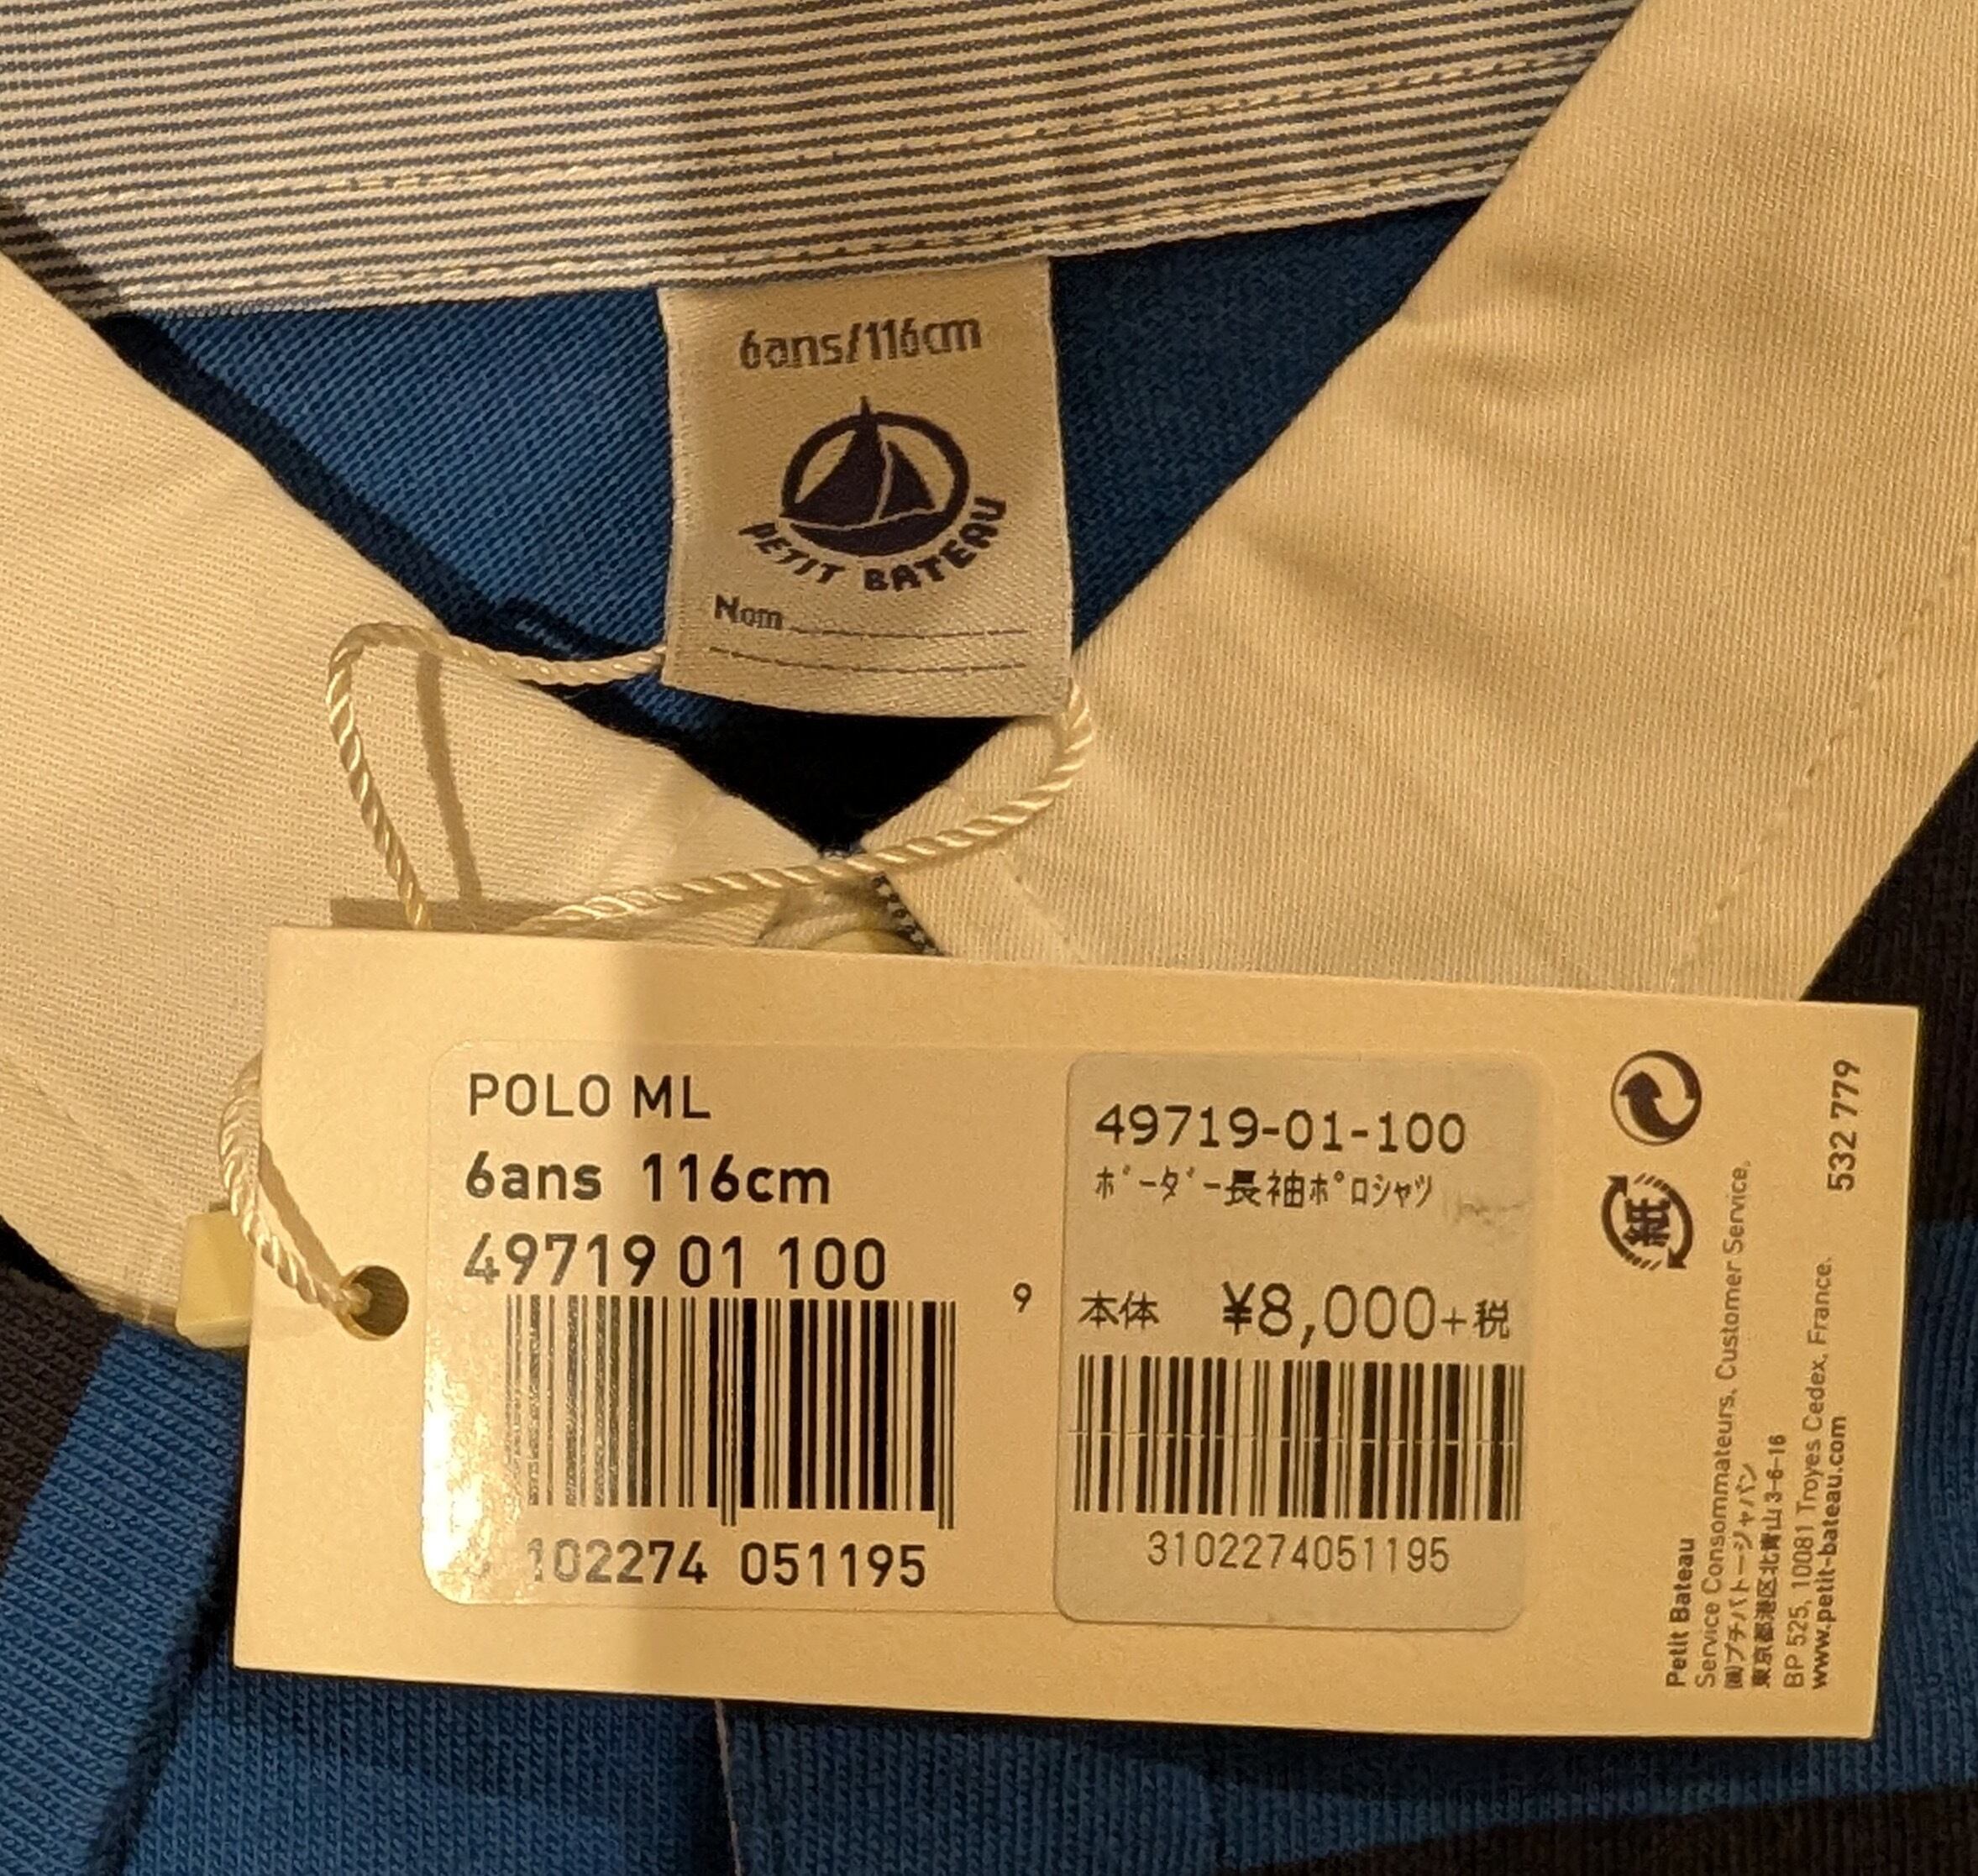 6ans/116cm
PETIT BATEAU
Nom
POLO ML
6ans 116cm
49719 01 100
9
102274 051195
49719-01-100
ﾎﾞｰﾀﾞｰ長袖ﾎﾟﾛｼｬﾂ
本体 ¥8,000+税
3102274051195
紙
Petit Bateau
Service Consommateurs, Customer Service.
㈱プチバトージャパン
東京都港区北青山3-6-16
BP 525, 10081 Troyes Cedex, France.
www.petit-bateau.com
532 779